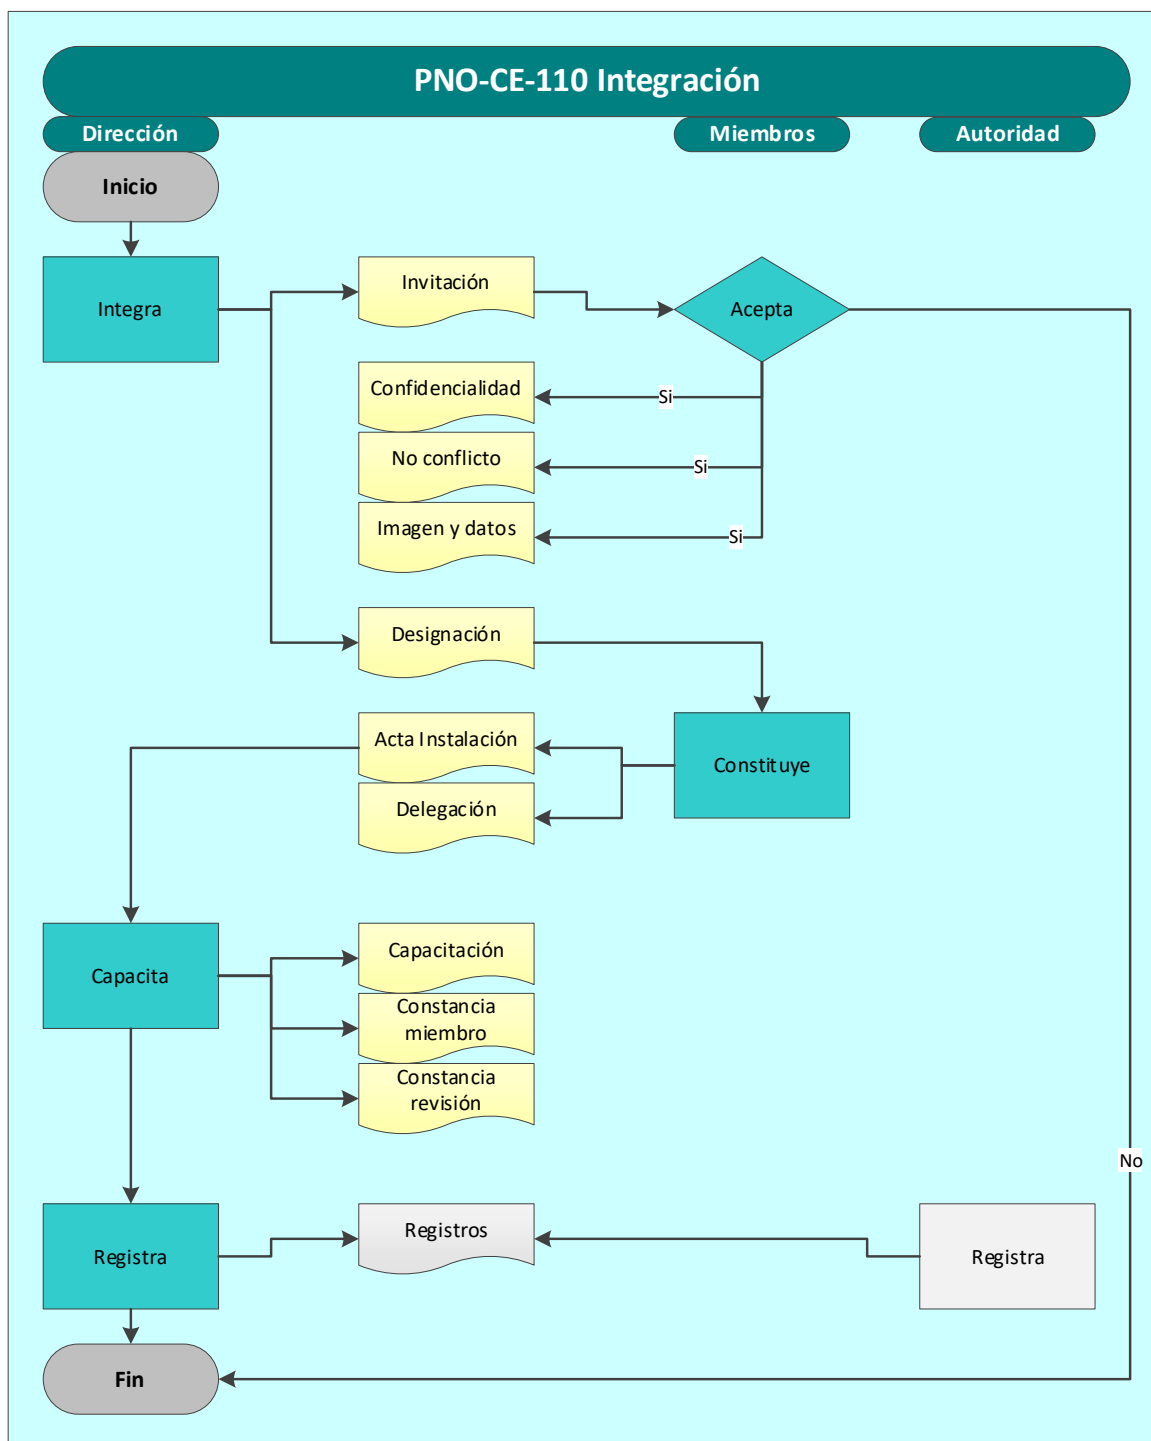 PNO-CE-110 Integración
Dirección
Miembros
Autoridad
Inicio
Integra
Invitación
Acepta
Confidencialidad
Si
No conflicto
Si
Imagen y datos
Si
Designación
Acta Instalación
Constituye
Delegación
Capacita
Capacitación
Constancia
miembro
Constancia
revisión
No
Registra
Registros
Registra
Fin